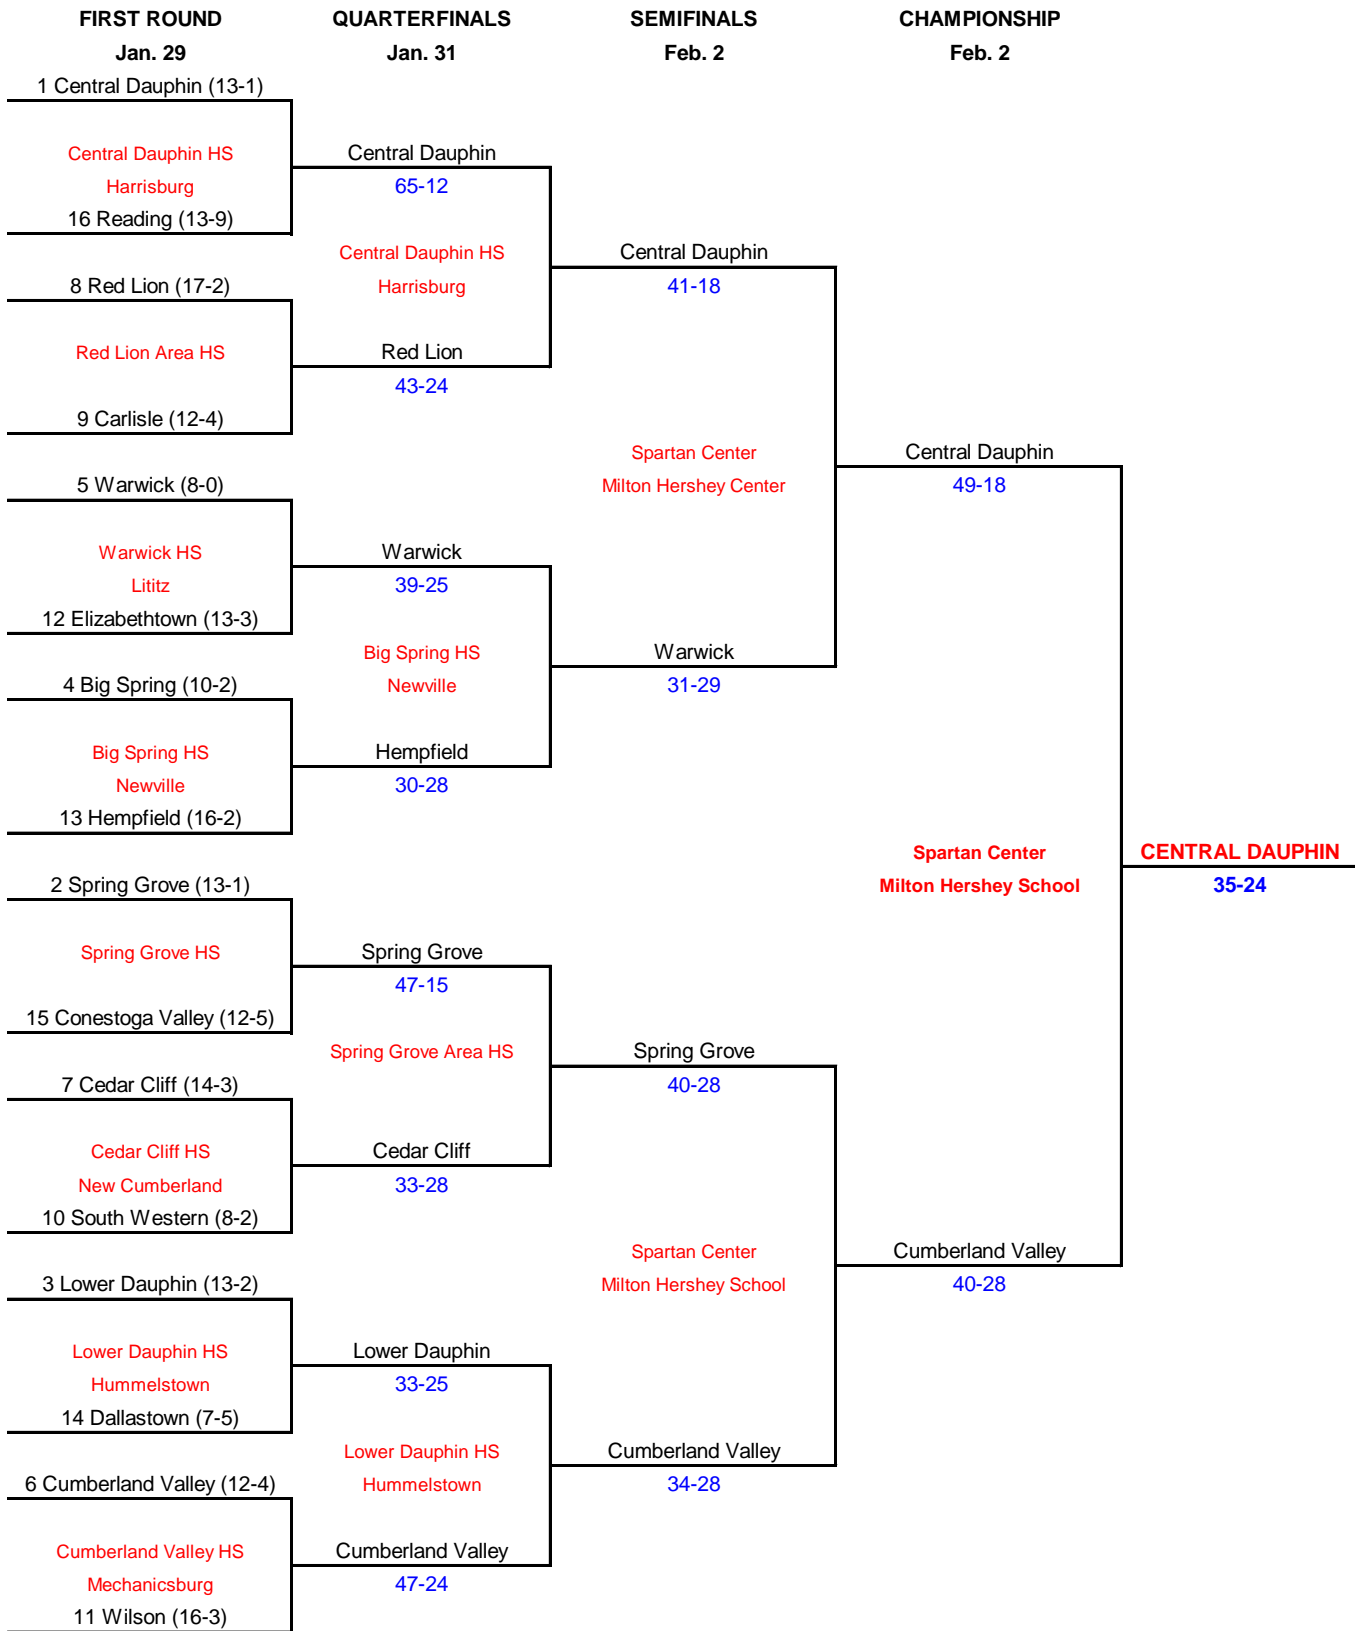 FIRST ROUND
Jan. 29
1 Central Dauphin (13-1)
Central Dauphin HS
Harrisburg
16 Reading (13-9)
8 Red Lion (17-2)
Red Lion Area HS
9 Carlisle (12-4)
5 Warwick (8-0)
Warwick HS
Lititz
12 Elizabethtown (13-3)
4 Big Spring (10-2)
Big Spring HS
Newville
13 Hempfield (16-2)
2 Spring Grove (13-1)
Spring Grove HS
15 Conestoga Valley (12-5)
7 Cedar Cliff (14-3)
Cedar Cliff HS
New Cumberland
10 South Western (8-2)
3 Lower Dauphin (13-2)
Lower Dauphin HS
Hummelstown
14 Dallastown (7-5)
6 Cumberland Valley (12-4)
Cumberland Valley HS
Mechanicsburg
11 Wilson (16-3)
QUARTERFINALS
Jan. 31
Central Dauphin
65-12
Central Dauphin HS
Harrisburg
Red Lion
43-24
Warwick
39-25
Big Spring HS
Newville
Hempfield
30-28
Spring Grove
47-15
Spring Grove Area HS
Cedar Cliff
33-28
Lower Dauphin
33-25
Lower Dauphin HS
Hummelstown
Cumberland Valley
47-24
SEMIFINALS
Feb. 2
Central Dauphin
41-18
Spartan Center
Milton Hershey Center
Warwick
31-29
Spring Grove
40-28
Spartan Center
Milton Hershey School
Cumberland Valley
34-28
CHAMPIONSHIP
Feb. 2
Central Dauphin
49-18
Spartan Center
Milton Hershey School
Cumberland Valley
40-28
CENTRAL DAUPHIN
35-24